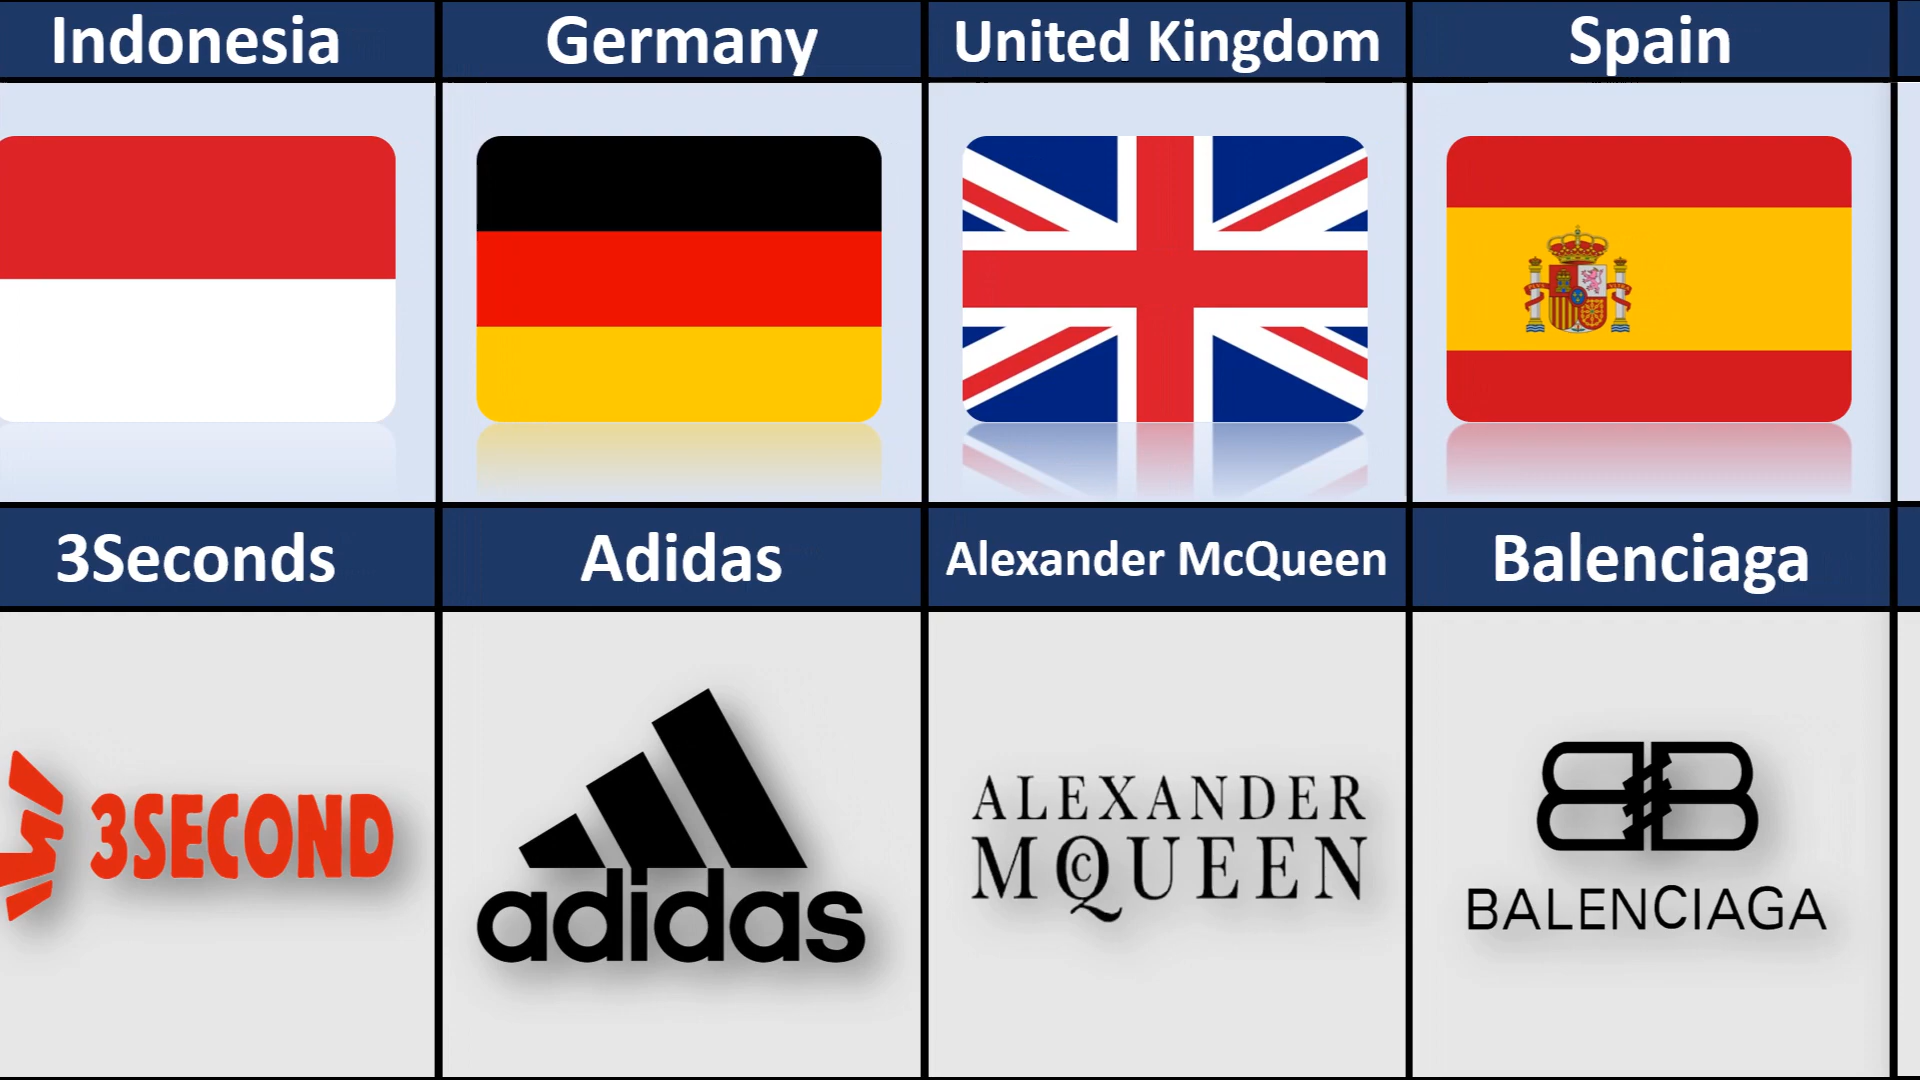 Indonesia
Germany
United Kingdom
Spain
3Seconds
Adidas
Alexander McQueen
Balenciaga
3SECOND
adidas
ALEXANDER
MCQUEEN
BALENCIAGA